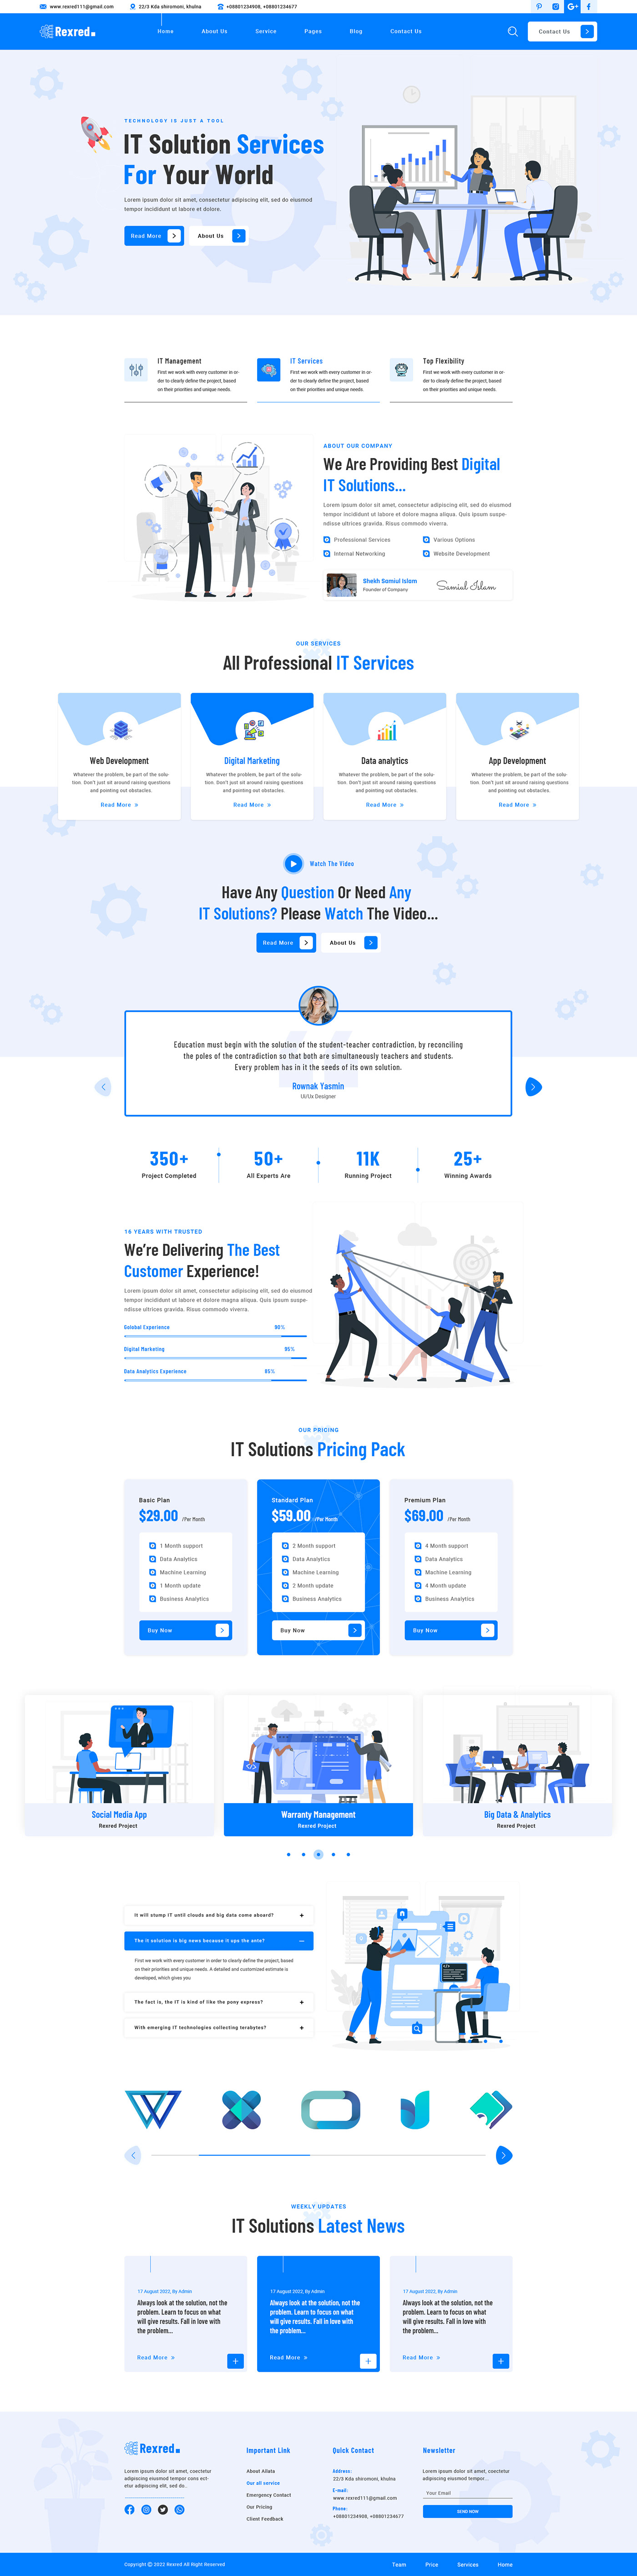 www.rexred111@gmail.com
22/3 Kda shiromoni, khulna
+08801234908, +08801234677
G+
Rexred
Home
About Us
Service
Pages
Blog
Contact Us
Contact Us
TECHNOLOGY IS JUST A TOOL
IT Solution Services
For Your World
Lorem ipsum dolor sit amet, consectetur adipiscing elit, sed do eiusmod
tempor incididunt ut labore et dolore.
Read More
About Us
IT Management
First we work with every customer in or-
der to clearly define the project, based
on their priorities and unique needs.
IT Services
First we work with every customer in or-
der to clearly define the project, based
on their priorities and unique needs.
Top Flexibility
First we work with every customer in or-
der to clearly define the project, based
on their priorities and unique needs.
ABOUT OUR COMPANY
We Are Providing Best Digital
IT Solutions...
Lorem ipsum dolor sit amet, consectetur adipiscing elit, sed do eiusmod
tempor incididunt ut labore et dolore magna aliqua. Quis ipsum suspe-
ndisse ultrices gravida. Risus commodo viverra.
Professional Services
Various Options
Internal Networking
Website Development
Shekh Samiul Islam
Founder of Company
Samiul Islam
OUR SERVICES
All Professional IT Services
Web Development
Whatever the problem, be part of the solu-
tion. Don't just sit around raising questions
and pointing out obstacles.
Read More »
Digital Marketing
Whatever the problem, be part of the solu-
tion. Don't just sit around raising questions
and pointing out obstacles.
Read More »
Data analytics
Whatever the problem, be part of the solu-
tion. Don't just sit around raising questions
and pointing out obstacles.
Read More »
App Development
Whatever the problem, be part of the solu-
tion. Don't just sit around raising questions
and pointing out obstacles.
Read More »
Watch The Video
Have Any Question Or Need Any
IT Solutions? Please Watch The Video...
Read More
About Us
Education must begin with the solution of the student-teacher contradiction, by reconciling
the poles of the contradiction so that both are simultaneously teachers and students.
Every problem has in it the seeds of its own solution.
Rownak Yasmin
Ui/Ux Designer
350+
Project Completed
50+
All Experts Are
11K
Running Project
25+
Winning Awards
16 YEARS WITH TRUSTED
We're Delivering The Best
Customer Experience!
Lorem ipsum dolor sit amet, consectetur adipiscing elit, sed do eiusmod
tempor incididunt ut labore et dolore magna aliqua. Quis ipsum suspe-
ndisse ultrices gravida. Risus commodo viverra.
Golobal Experience
90%
Digital Marketing
95%
Data Analytics Experience
85%
OUR PRICING
IT Solutions Pricing Pack
Basic Plan
$29.00 /Per Month
1 Month support
Data Analytics
Machine Learning
1 Month update
Business Analytics
Buy Now
Standard Plan
$59.00 /Per Month
2 Month support
Data Analytics
Machine Learning
2 Month update
Business Analytics
Buy Now
Premium Plan
$69.00 /Per Month
4 Month support
Data Analytics
Machine Learning
4 Month update
Business Analytics
Buy Now
Social Media App
Rexred Project
Warranty Management
Rexred Project
Big Data & Analytics
Rexred Project
It will stump IT until clouds and big data come aboard?
The it solution is big news because it ups the ante?
First we work with every customer in order to clearly define the project, based
on their priorities and unique needs. A detailed and customized estimate is
developed, which gives you
The fact is, the IT is kind of like the pony express?
With emerging IT technologies collecting terabytes?
WEEKLY UPDATES
IT Solutions Latest News
17 August 2022, By Admin
Always look at the solution, not the
problem. Learn to focus on what
will give results. Fall in love with
the problem...
Read More »
17 August 2022, By Admin
Always look at the solution, not the
problem. Learn to focus on what
will give results. Fall in love with
the problem...
Read More »
17 August 2022, By Admin
Always look at the solution, not the
problem. Learn to focus on what
will give results. Fall in love with
the problem...
Read More »
Rexred
Lorem ipsum dolor sit amet, coectetur
adipiscing eiusmod tempor cons ect-
etur adipiscing elit, sed do..
Important Link
About Allata
Our all service
Emergency Contact
Our Pricing
Client Feedback
Quick Contact
Address:
22/3 Kda shiromoni, khulna
E-mail:
www.rexred111@gmail.com
Phone:
+08801234908, +08801234677
Newsletter
Lorem ipsum dolor sit amet, coectetur
adipiscing eiusmod tempor...
Your Email
SEND NOW
Copyright © 2022 Rexred All Right Reserved
Team
Price
Services
Home